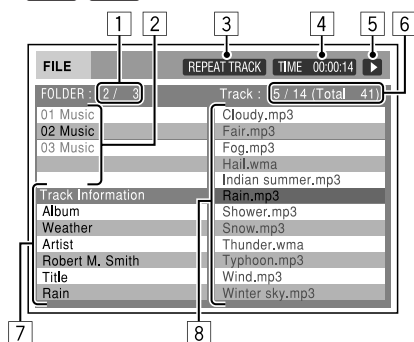 1 2 3 4 5 6
FILE REPEAT TRACK TIME 00:00:14
FOLDER : 2 / 3 Track : 5 / 14 (Total 41)
01 Music
02 Music
03 Music
Track Information
Album
Weather
Artist
Robert M. Smith
Title
Rain
Cloudy.mp3
Fair.mp3
Fog.mp3
Hail.wma
Indian summer.mp3
Rain.mp3
Shower.mp3
Snow.mp3
Thunder.wma
Typhoon.mp3
Wind.mp3
Winter sky.mp3
7 8